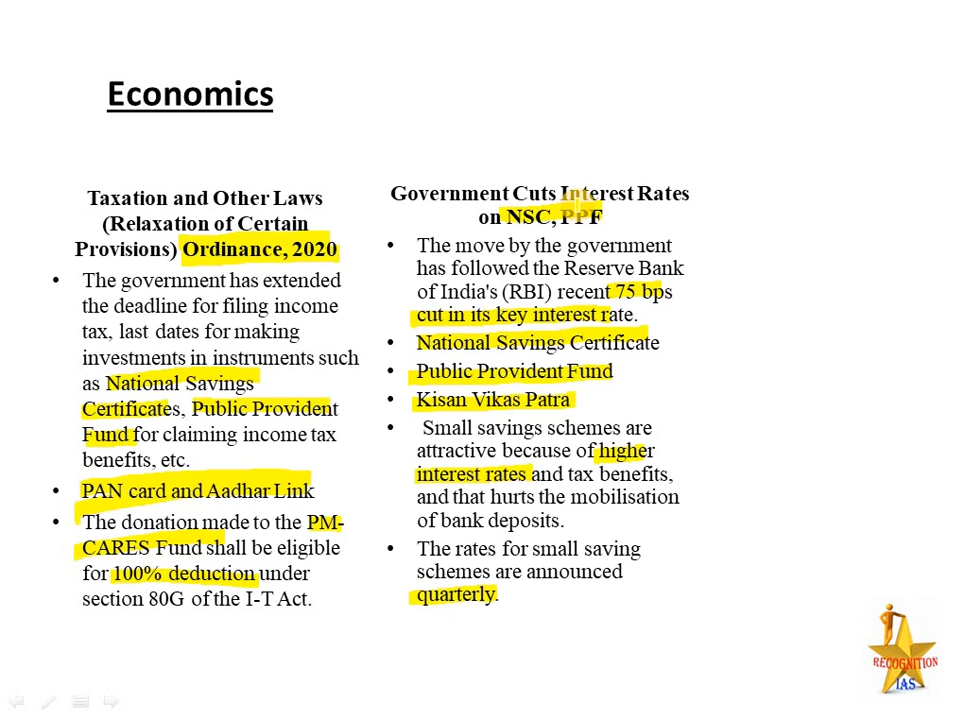 Economics
Taxation and Other Laws
(Relaxation of Certain
Provisions) Ordinance, 2020
• The government has extended
the deadline for filing income
tax, last dates for making
investments in instruments such
as National Savings
Certificates, Public Provident
Fund for claiming income tax
benefits, etc.
• PAN card and Aadhar Link
• The donation made to the PM-
CARES Fund shall be eligible
for 100% deduction under
section 80G of the I-T Act.
Government Cuts Interest Rates
on NSC, PPF
• The move by the government
has followed the Reserve Bank
of India's (RBI) recent 75 bps
cut in its key interest rate.
• National Savings Certificate
• Public Provident Fund
• Kisan Vikas Patra
• Small savings schemes are
attractive because of higher
interest rates and tax benefits,
and that hurts the mobilisation
of bank deposits.
• The rates for small saving
schemes are announced
quarterly.
RECOGNITION
IAS